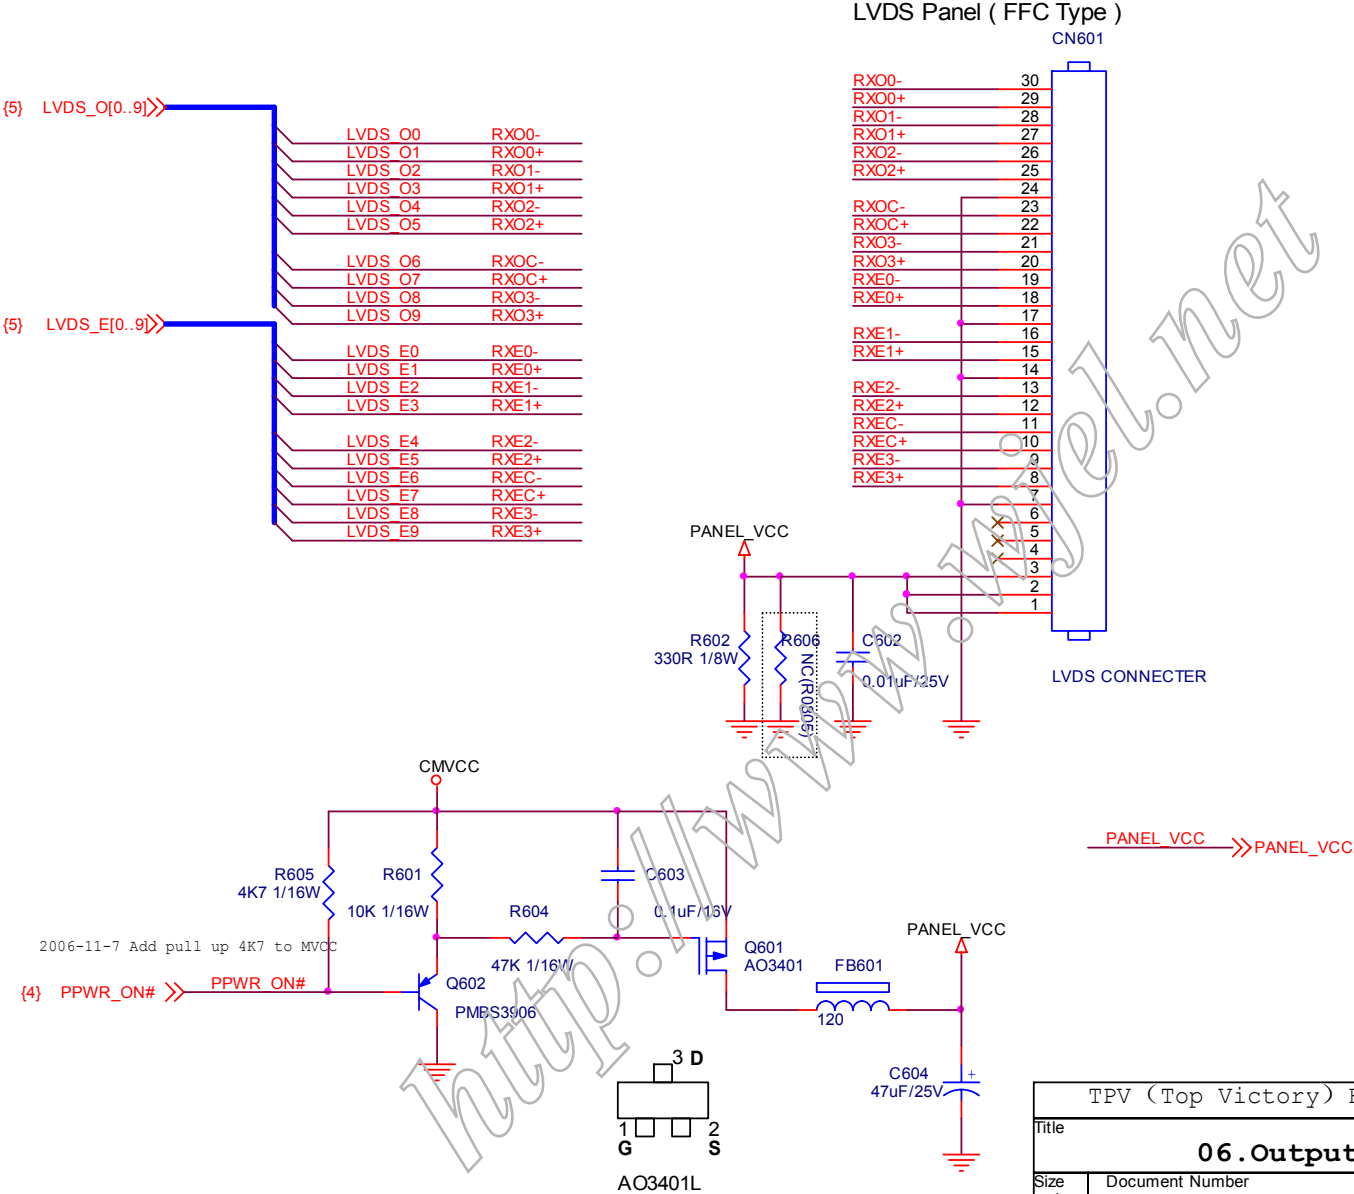 LVDS Panel ( FFC Type )
CN601
{5} LVDS_O[0..9]
LVDS_O0 RXO0-
LVDS_O1 RXO0+
LVDS_O2 RXO1-
LVDS_O3 RXO1+
LVDS_O4 RXO2-
LVDS_O5 RXO2+
LVDS_O6 RXOC-
LVDS_O7 RXOC+
LVDS_O8 RXO3-
LVDS_O9 RXO3+
{5} LVDS_E[0..9]
LVDS_E0 RXE0-
LVDS_E1 RXE0+
LVDS_E2 RXE1-
LVDS_E3 RXE1+
LVDS_E4 RXE2-
LVDS_E5 RXE2+
LVDS_E6 RXEC-
LVDS_E7 RXEC+
LVDS_E8 RXE3-
LVDS_E9 RXE3+
RXO0- 30
RXO0+ 29
RXO1- 28
RXO1+ 27
RXO2- 26
RXO2+ 25
24
RXOC- 23
RXOC+ 22
RXO3- 21
RXO3+ 20
RXE0- 19
RXE0+ 18
17
RXE1- 16
RXE1+ 15
14
RXE2- 13
RXE2+ 12
RXEC- 11
RXEC+ 10
RXE3- 9
RXE3+ 8
7
6
5
4
3
2
1
LVDS CONNECTER
PANEL_VCC
R602
330R 1/8W
R606
NC(R0805)
C602
0.01uF/25V
CMVCC
R605
4K7 1/16W
R601
10K 1/16W
R604
47K 1/16W
C603
0.1uF/16V
2006-11-7 Add pull up 4K7 to MVCC
{4} PPWR_ON# PPWR_ON#
Q602
PMBS3906
Q601
AO3401
FB601
120
PANEL_VCC
C604
47uF/25V
+
PANEL_VCC PANEL_VCC
3 D
1 2
G S
AO3401L
http://www.wjel.net
TPV (Top Victory)
Title
06.Output
Size Document Number